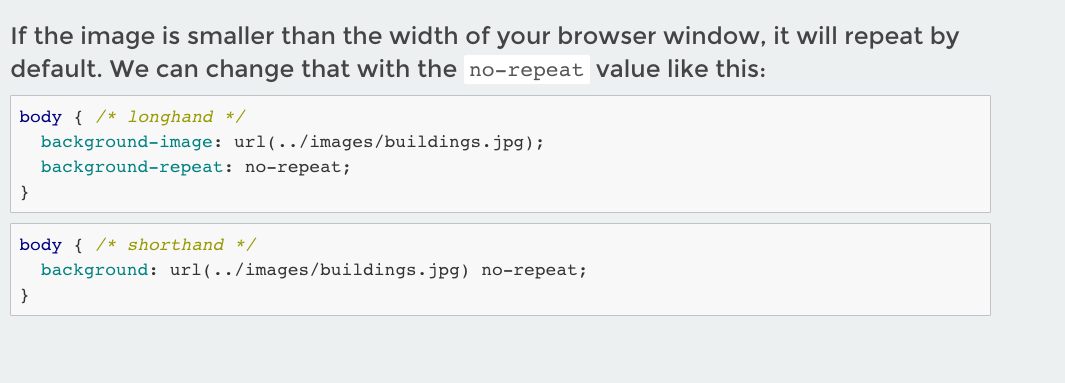 If the image is smaller than the width of your browser window, it will repeat by
default. We can change that with the no-repeat value like this:
body { /* longhand */
  background-image: url(../images/buildings.jpg);
  background-repeat: no-repeat;
}
body { /* shorthand */
  background: url(../images/buildings.jpg) no-repeat;
}